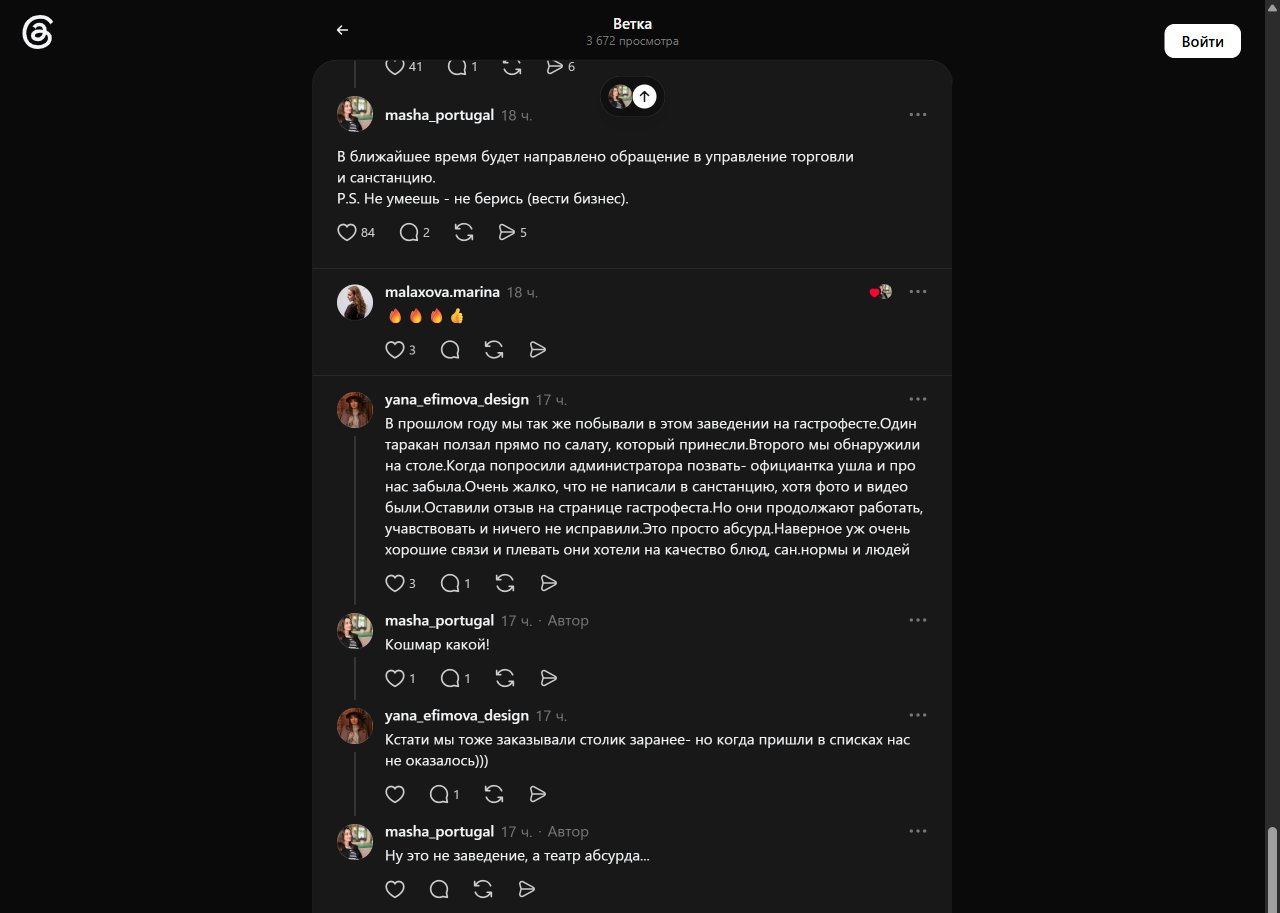 Ветка
3 672 просмотра
Войти
41 1 6
masha_portugal 18 ч.
В ближайшее время будет направлено обращение в управление торговли
и санстанцию.
P.S. Не умеешь - не берись (вести бизнес).
84 2 5
malaxova.marina 18 ч.
3
yana_efimova_design 17 ч.
В прошлом году мы так же побывали в этом заведении на гастрофесте.Один
таракан ползал прямо по салату, который принесли.Второго мы обнаружили
на столе.Когда попросили администратора позвать- официантка ушла и про
нас забыла.Очень жалко, что не написали в санстанцию, хотя фото и видео
были.Оставили отзыв на странице гастрофеста.Но они продолжают работать,
учавствовать и ничего не исправили.Это просто абсурд.Наверное уж очень
хорошие связи и плевать они хотели на качество блюд, сан.нормы и людей
3 1
masha_portugal 17 ч. · Автор
Кошмар какой!
1 1
yana_efimova_design 17 ч.
Кстати мы тоже заказывали столик заранее- но когда пришли в списках нас
не оказалось)))
1
masha_portugal 17 ч. · Автор
Ну это не заведение, а театр абсурда...